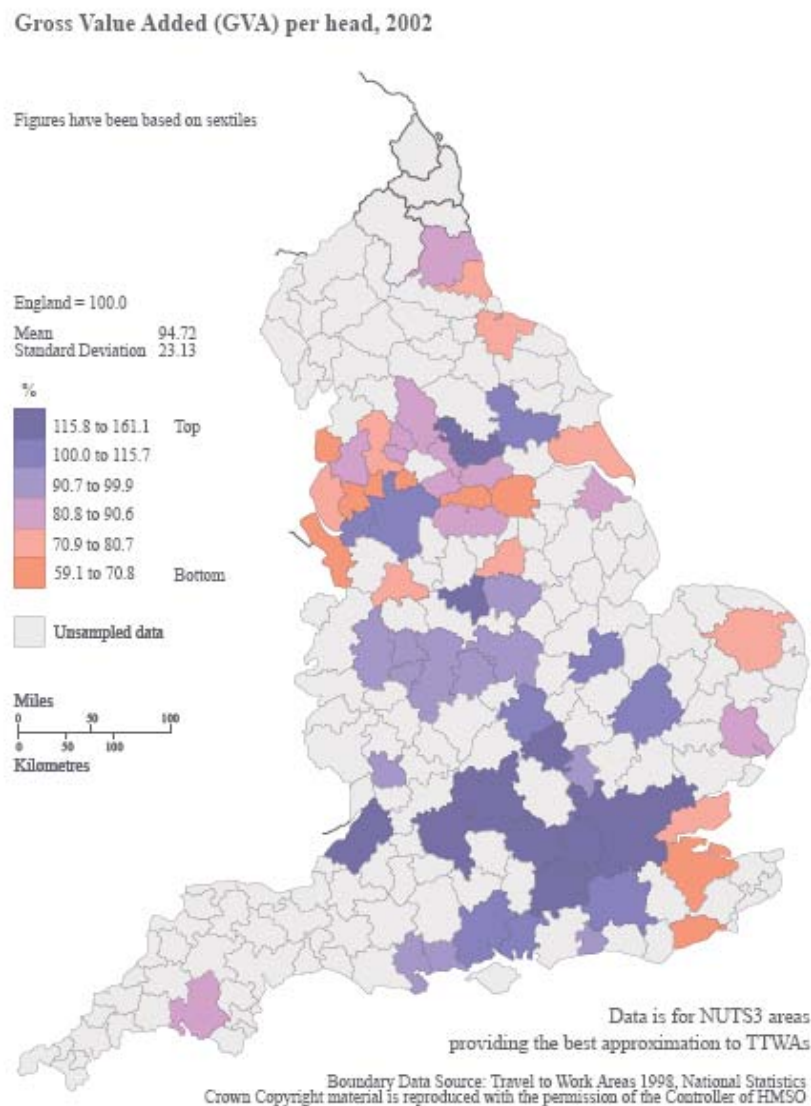 Gross Value Added (GVA) per head, 2002
Figures have been based on sextiles
England = 100.0
Mean 94.72
Standard Deviation 23.13
%
115.8 to 161.1 Top
100.0 to 115.7
90.7 to 99.9
80.8 to 90.6
70.9 to 80.7
59.1 to 70.8 Bottom
Unsampled data
Miles
0 50 100
0 50 100
Kilometres
Data is for NUTS3 areas
providing the best approximation to TTWAs
Boundary Data Source: Travel to Work Areas 1998, National Statistics
Crown Copyright material is reproduced with the permission of the Controller of HMSO